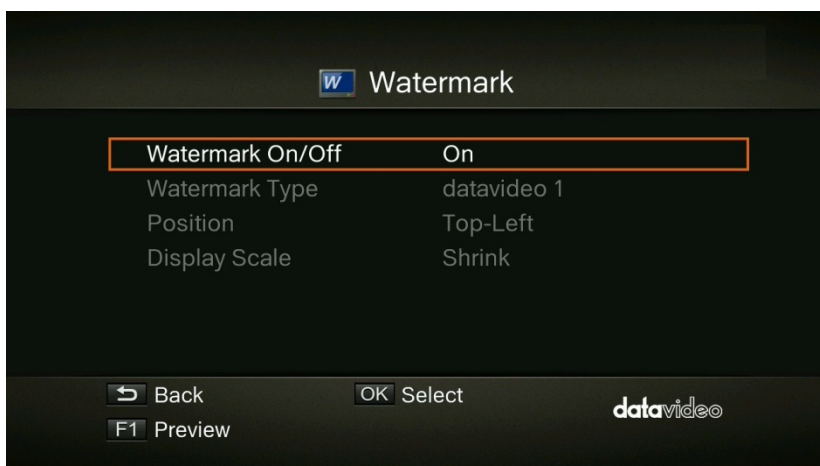 W Watermark
Watermark On/Off On
Watermark Type datavideo 1
Position Top-Left
Display Scale Shrink
Back OK Select
F1 Preview
datavideo